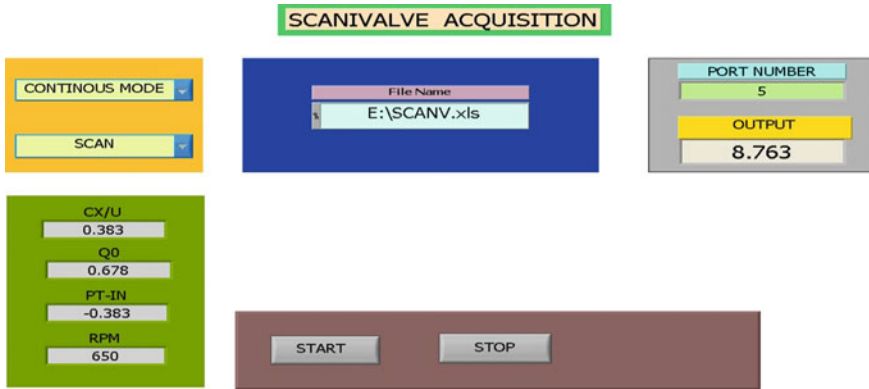 SCANIVALVE ACQUISITION
CONTINOUS MODE
SCAN
File Name
E:\SCANV.xls
PORT NUMBER
5
OUTPUT
8.763
CX/U
0.383
Q0
0.678
PT-IN
-0.383
RPM
650
START
STOP